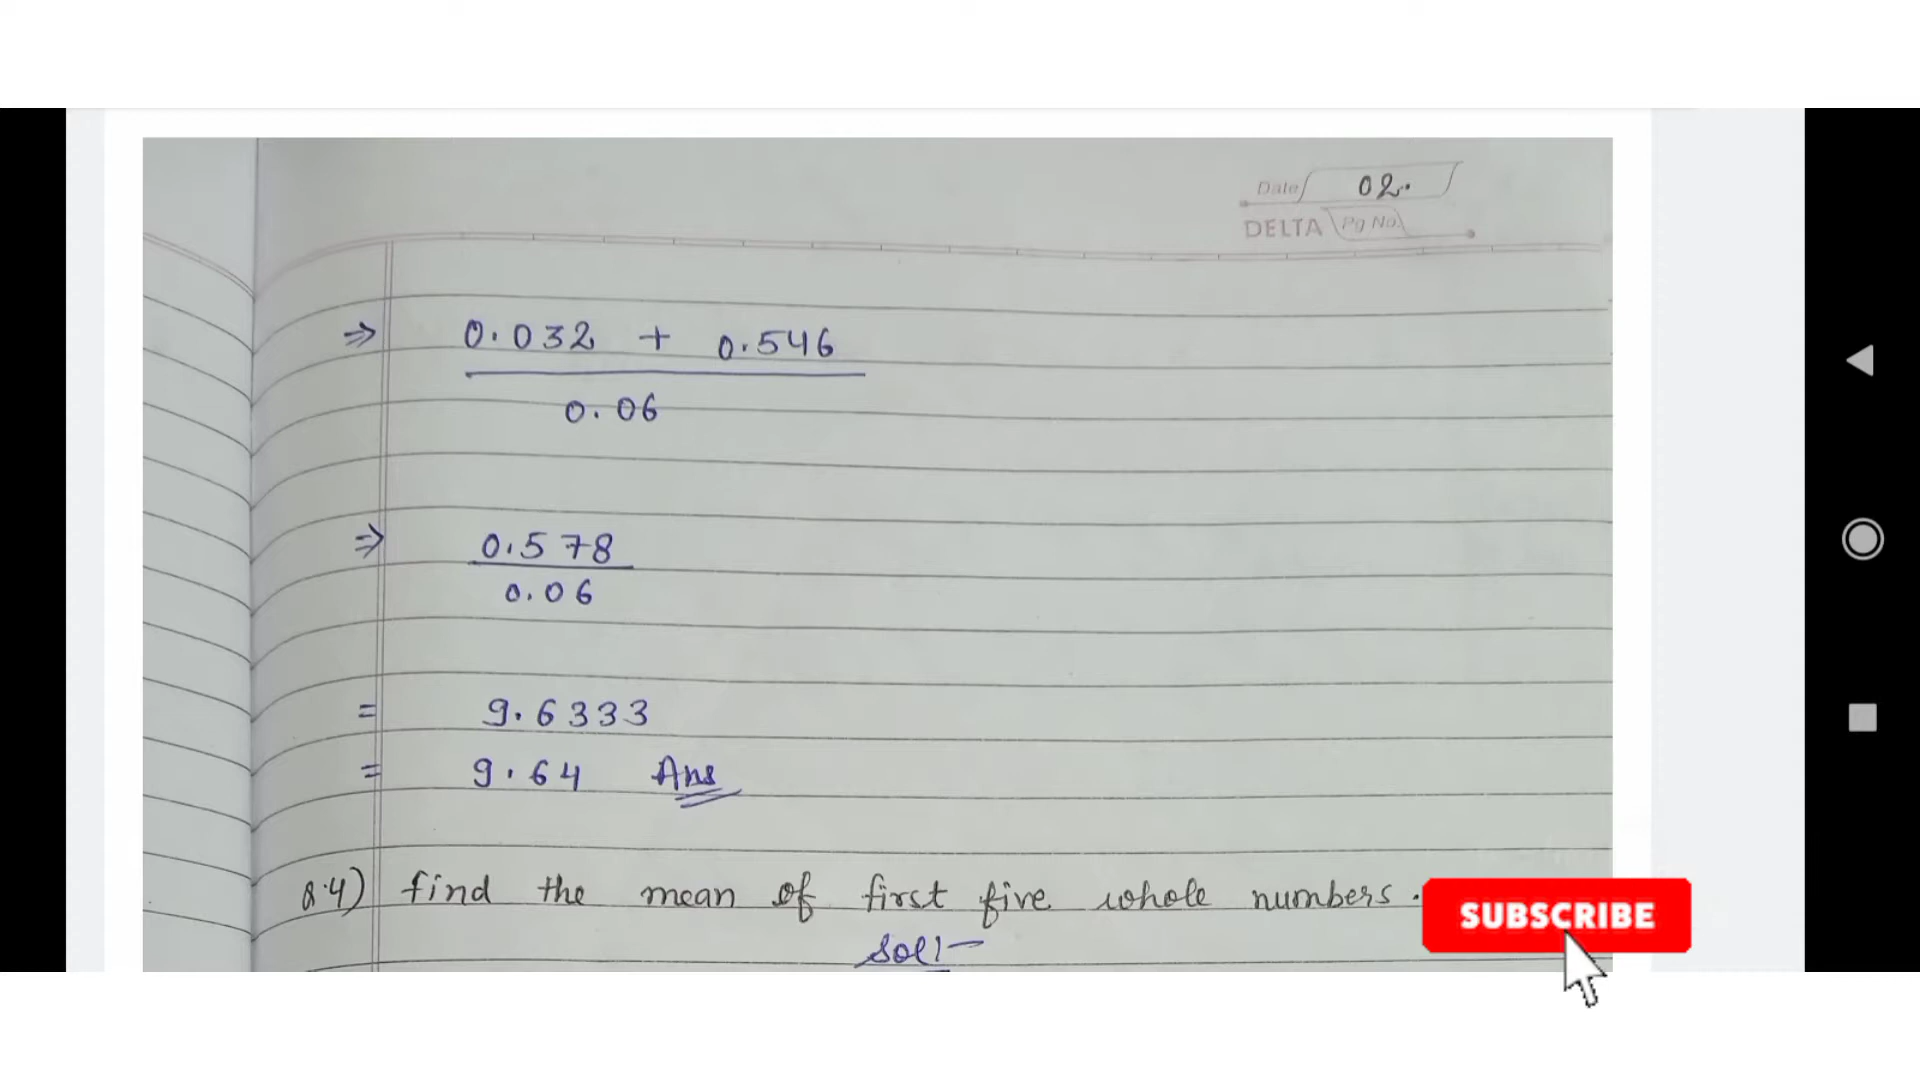 Date 02.
DELTA Pg No.
⇒ 0.032 + 0.546
0.06
⇒ 0.578
0.06
= 9.6333
= 9.64 Ans
Q.4) find the mean of first five whole numbers.
Sol:-
SUBSCRIBE